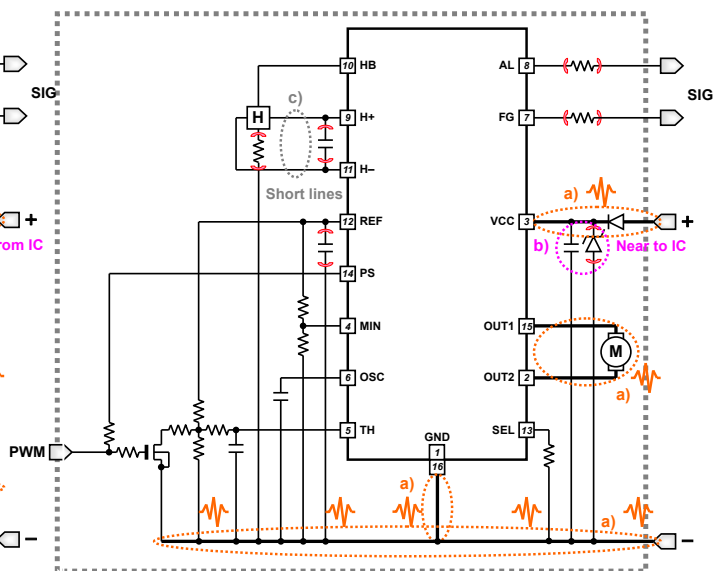 10 HB
AL 8
SIG
c)
SIG
H
9 H+
FG 7
11 H–
Short lines
a)
12 REF
VCC 3
+
+
rom IC
b)
Near to IC
14 PS
4 MIN
OUT1 15
M
6 OSC
OUT2 2
a)
5 TH
GND
SEL 13
1
PWM
16
a)
a)
–
–